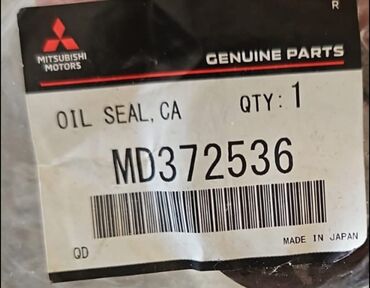 R
MITSUBISHI
MOTORS
GENUINE PARTS
OIL SEAL, CA QTY: 1
MD372536
QD MADE IN JAPAN